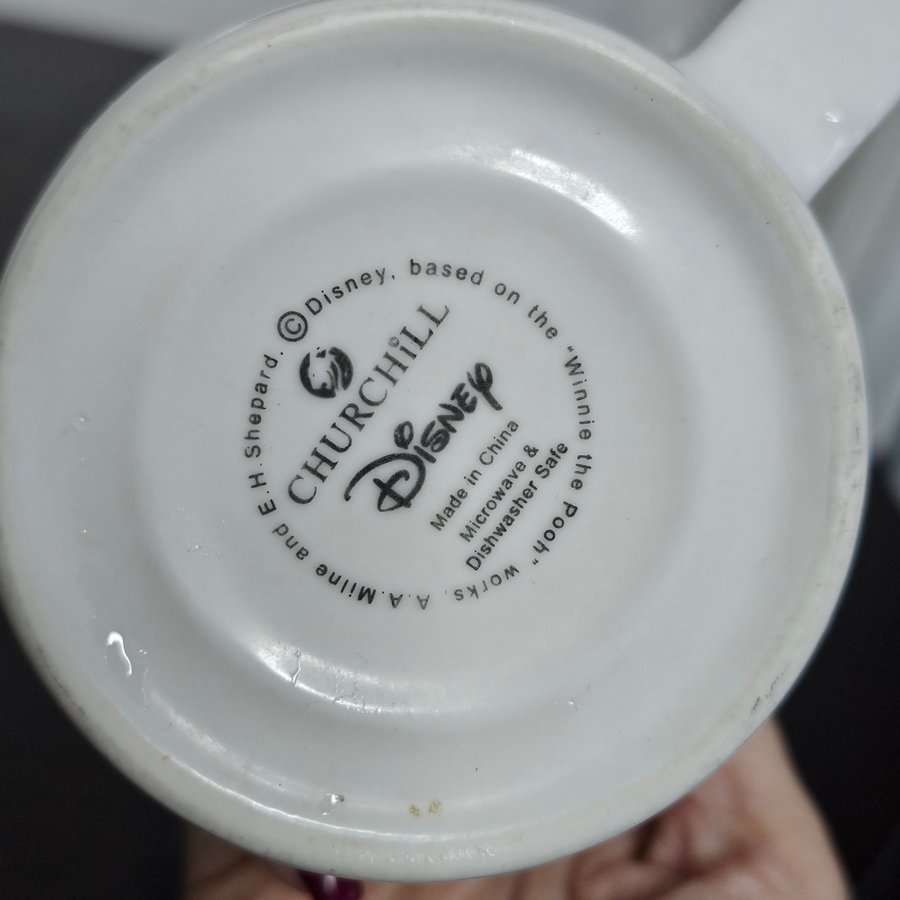 ©Disney, based on the "Winnie the Pooh" works. A.A.Milne and E.H.Shepard.
CHURCHiLL
Disney
Made in China
Microwave &
Dishwasher Safe